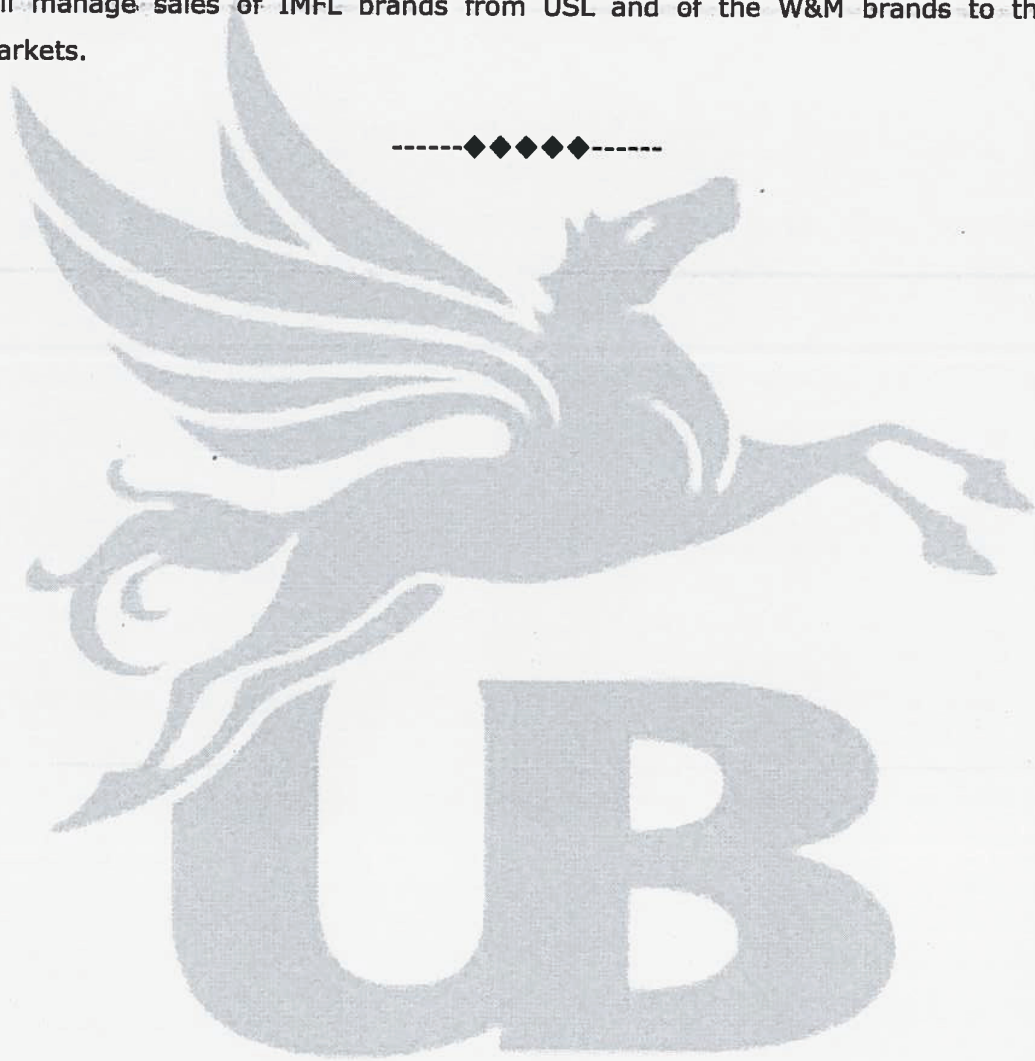 ll manage sales of IMFL brands from USL and of the W&M brands to th
arkets.
------◆◆◆◆◆------
UB